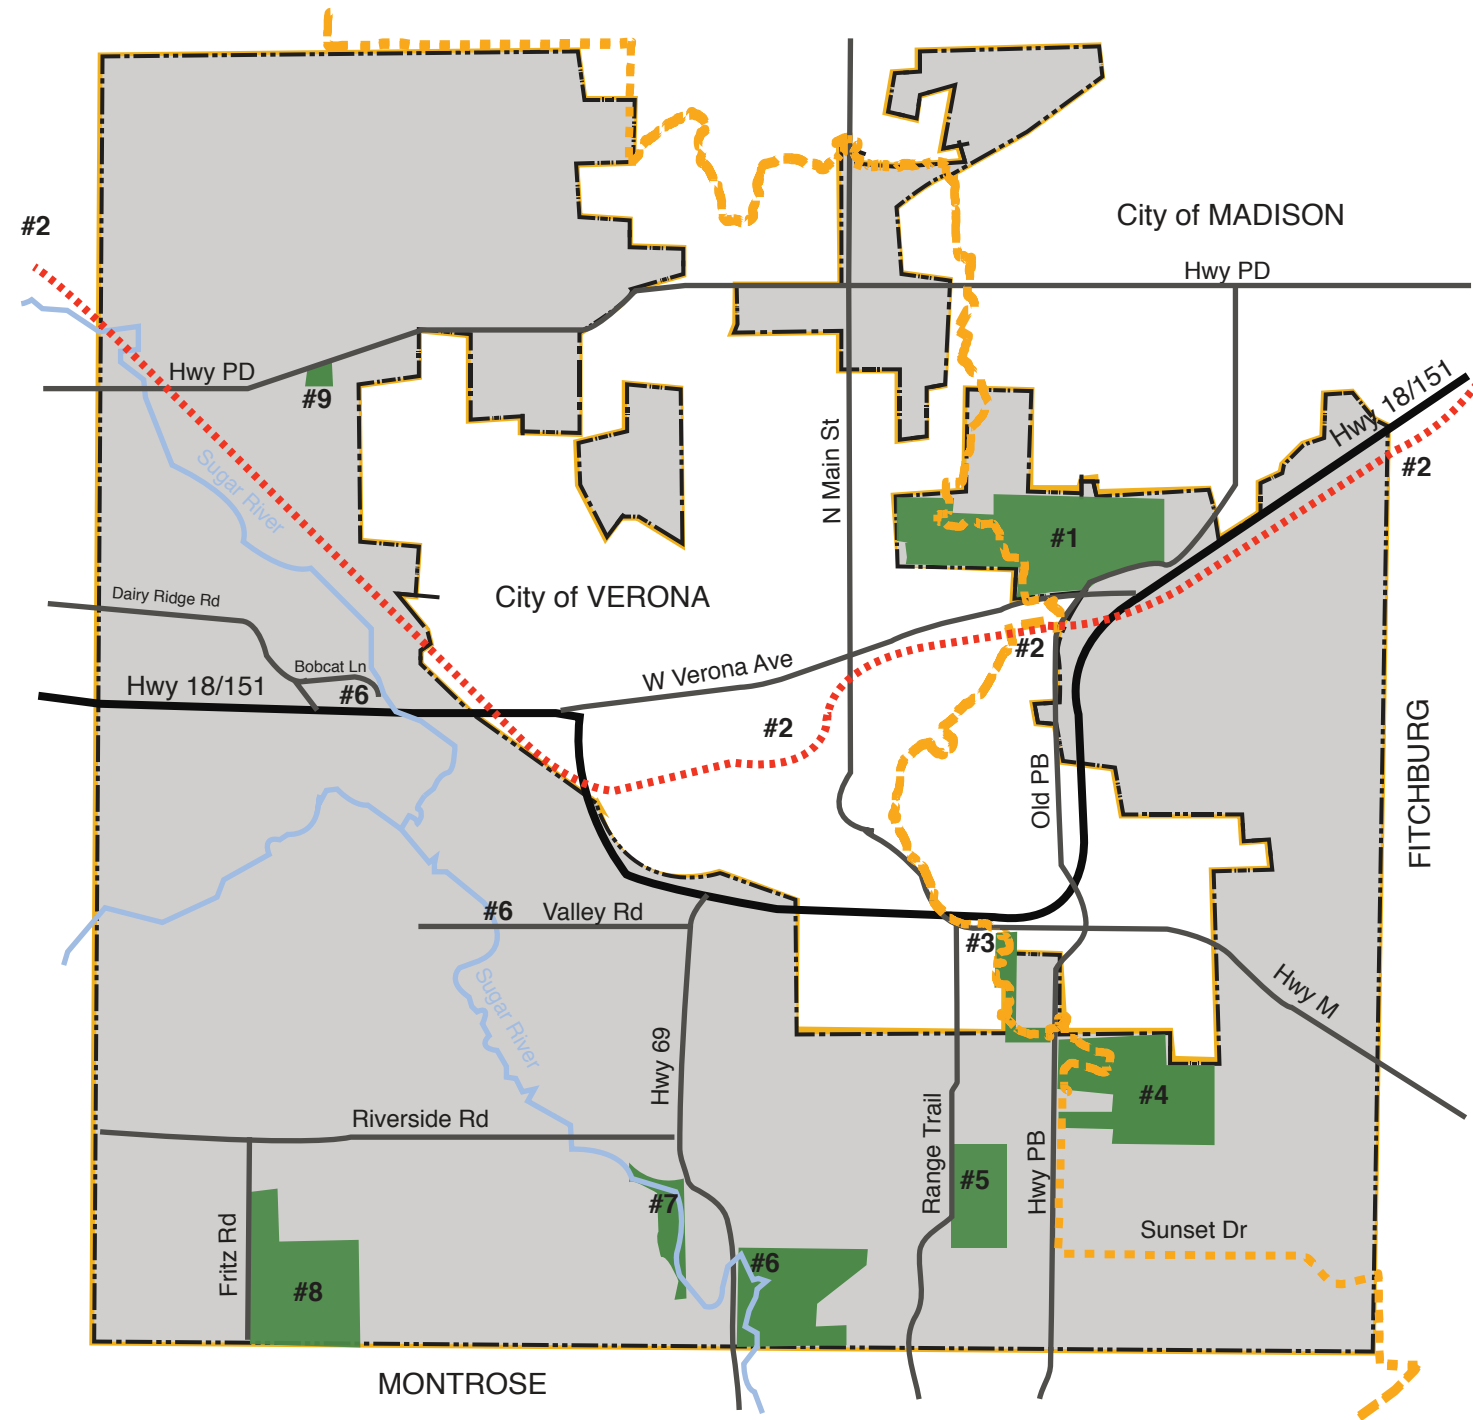 City of MADISON
#2
Hwy PD
Hwy 18/151
Hwy PD
#9
N Main St
#2
Sugar River
#1
City of VERONA
Dairy Ridge Rd
#2
Bobcat Ln
W Verona Ave
Hwy 18/151
#6
#2
FITCHBURG
Old PB
#6
Valley Rd
#3
Hwy M
Sugar River
Hwy 69
#4
Riverside Rd
Range Trail
Hwy PB
#5
#7
Sunset Dr
Fritz Rd
#6
#8
MONTROSE